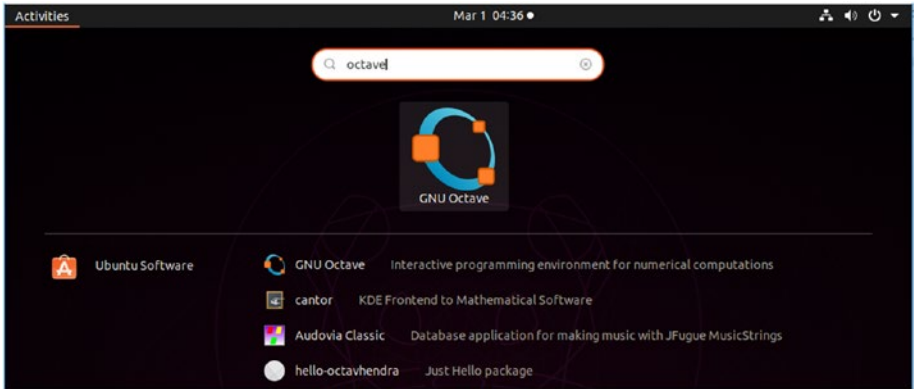 Activities
Mar 1 04:36
octave
GNU Octave
Ubuntu Software
GNU Octave Interactive programming environment for numerical computations
cantor KDE Frontend to Mathematical Software
Audovia Classic Database application for making music with JFugue MusicStrings
hello-octavhendra Just Hello package